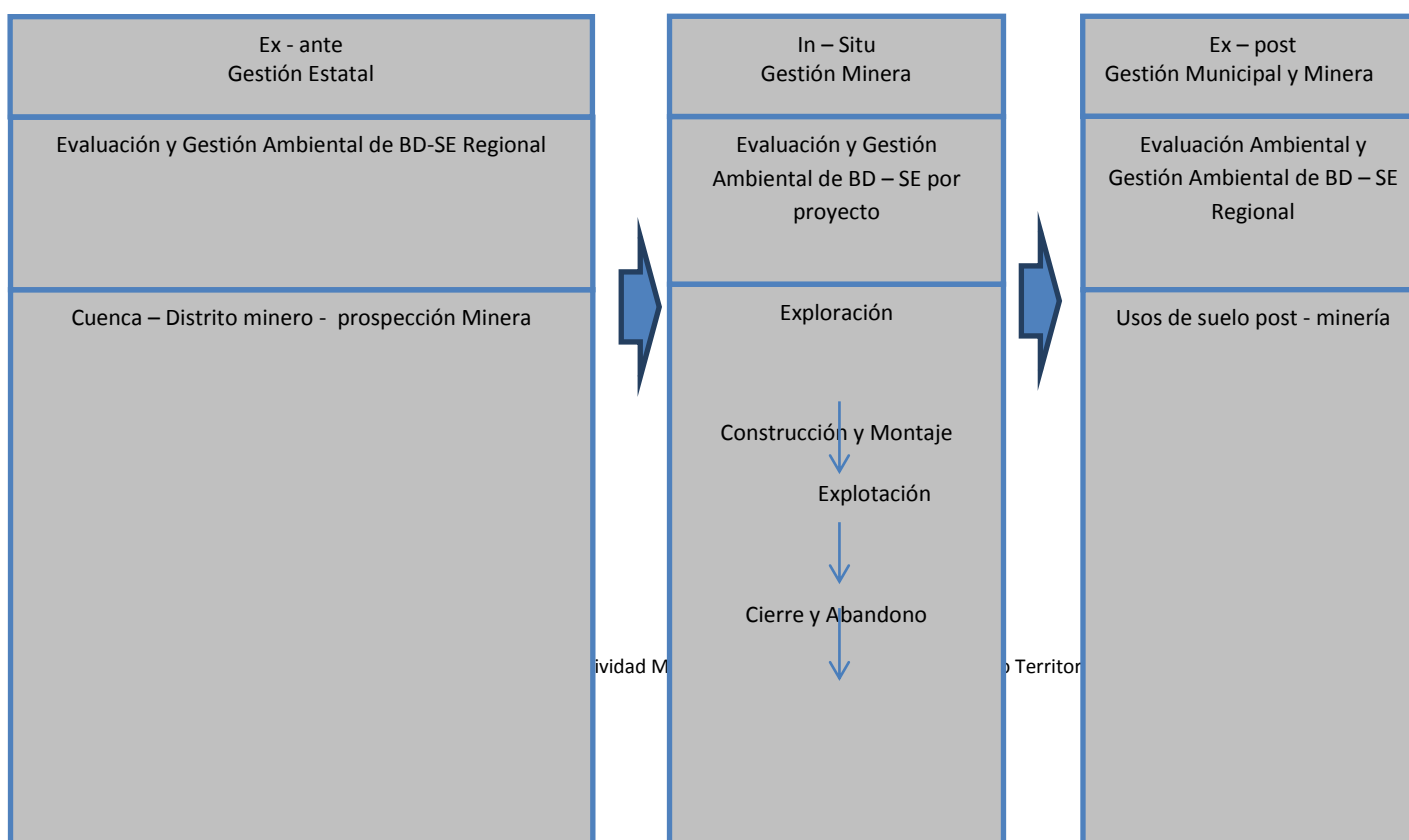 Ex - ante
Gestión Estatal
Evaluación y Gestión Ambiental de BD-SE Regional
Cuenca – Distrito minero - prospección Minera
In – Situ
Gestión Minera
Evaluación y Gestión
Ambiental de BD – SE por
proyecto
Exploración
Construcción y Montaje
Explotación
Cierre y Abandono
Ex – post
Gestión Municipal y Minera
Evaluación Ambiental y
Gestión Ambiental de BD – SE
Regional
Usos de suelo post - minería
ividad M
Territor